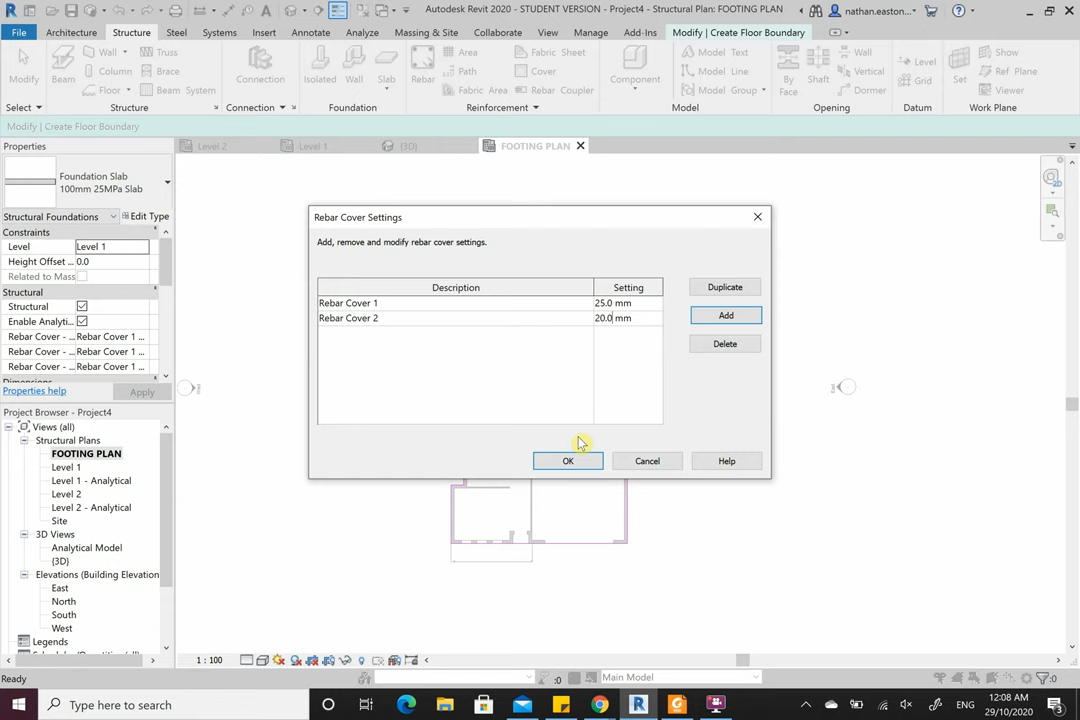 Autodesk Revit 2020 - STUDENT VERSION - Project4 - Structural Plan: FOOTING PLAN
nathan.easton...
File Architecture Structure Steel Systems Insert Annotate Analyze Massing & Site Collaborate View Manage Add-Ins Modify | Create Floor Boundary
Modify
Beam
Wall
Column
Floor
Truss
Brace
Beam System
Connection
Isolated
Wall
Slab
Rebar
Area
Path
Fabric Area
Fabric Sheet
Cover
Rebar Coupler
Component
Model Text
Model Line
Model Group
By
Face
Shaft
Wall
Vertical
Dormer
Level
Grid
Set
Show
Ref Plane
Viewer
Select Structure Connection Foundation Reinforcement Model Opening Datum Work Plane
Modify | Create Floor Boundary
Properties
Level 2
Level 1
{3D}
FOOTING PLAN
Foundation Slab
100mm 25MPa Slab
Structural Foundations
Edit Type
Constraints
Level
Level 1
Height Offset ...
0.0
Related to Mass
Structural
Structural
Enable Analyti...
Rebar Cover - ... Rebar Cover 1 ...
Rebar Cover - ... Rebar Cover 1 ...
Rebar Cover - ... Rebar Cover 1 ...
Dimensions
Properties help
Apply
Project Browser - Project4
Views (all)
Structural Plans
FOOTING PLAN
Level 1
Level 1 - Analytical
Level 2
Level 2 - Analytical
Site
3D Views
Analytical Model
{3D}
Elevations (Building Elevation
East
North
South
West
Legends
Rebar Cover Settings
Add, remove and modify rebar cover settings.
Description Setting
Rebar Cover 1 25.0 mm
Rebar Cover 2 20.0 mm
Duplicate
Add
Delete
OK
Cancel
Help
2D
1 : 100
Ready
:0
Main Model
:0
Type here to search
ENG
12:08 AM
29/10/2020